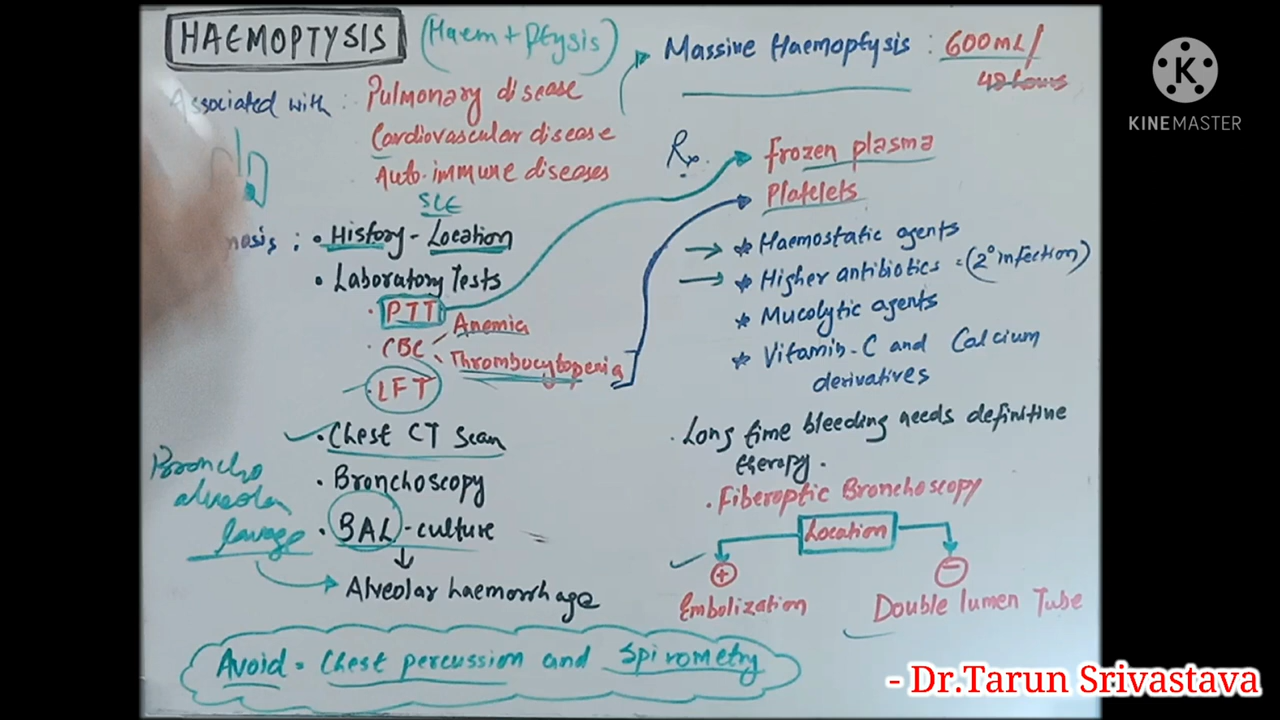 HAEMOPTYSIS (Haem + ptysis)
Associated with : Pulmonary disease
Cardiovascular disease
Auto-immune diseases
SLE
nosis : • History - Location
• Laboratory Tests
• PTT
• CBC Anemia
Thrombocytopenia
• LFT
• Chest CT Scan
• Bronchoscopy
• BAL - culture
Broncho
alveolar
lavage
Alveolar haemorrhage
Massive Haemoptysis : 600mL/
48 hours
Rx.
Frozen plasma
Platelets
* Haemostatic agents
* Higher antibiotics = (2° infection)
* Mucolytic agents
* Vitamin-C and Calcium
derivatives
• Long time bleeding needs definitive
therapy.
• Fiberoptic Bronchoscopy
Location
+ −
Embolization Double lumen Tube
Avoid = Chest percussion and Spirometry
K
KINEMASTER
- Dr.Tarun Srivastava